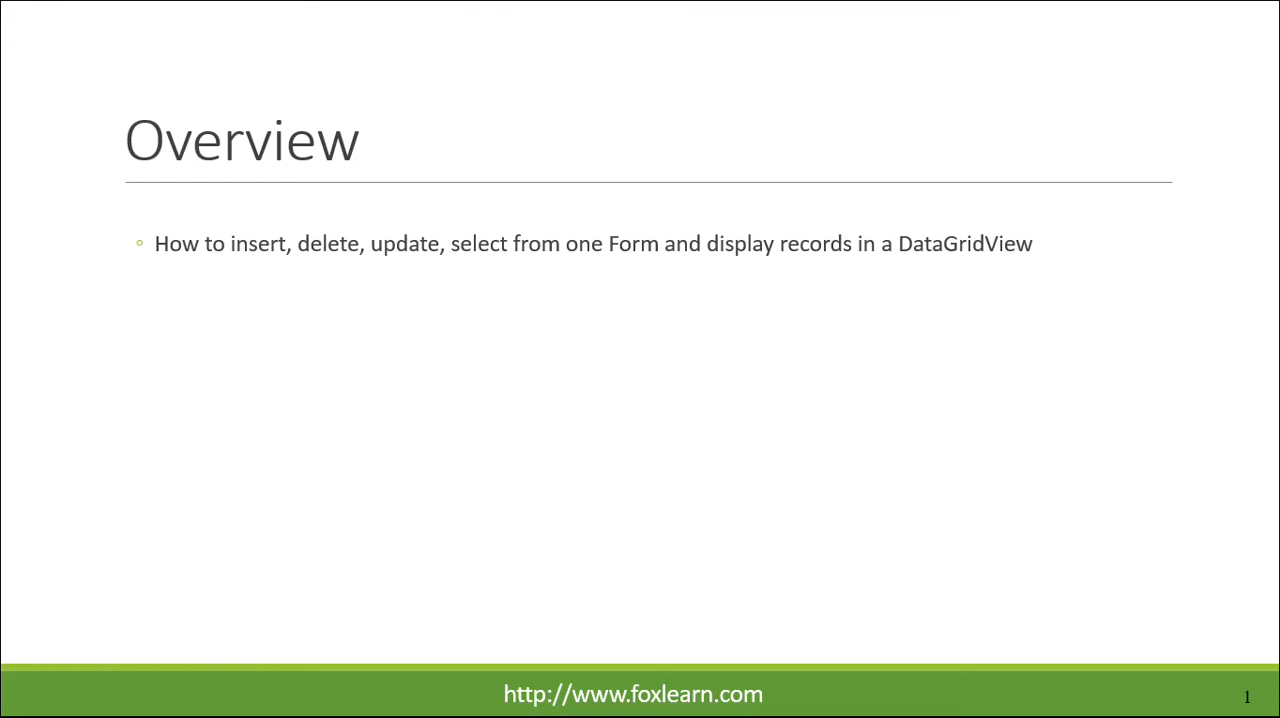 Overview
How to insert, delete, update, select from one Form and display records in a DataGridView
http://www.foxlearn.com
1